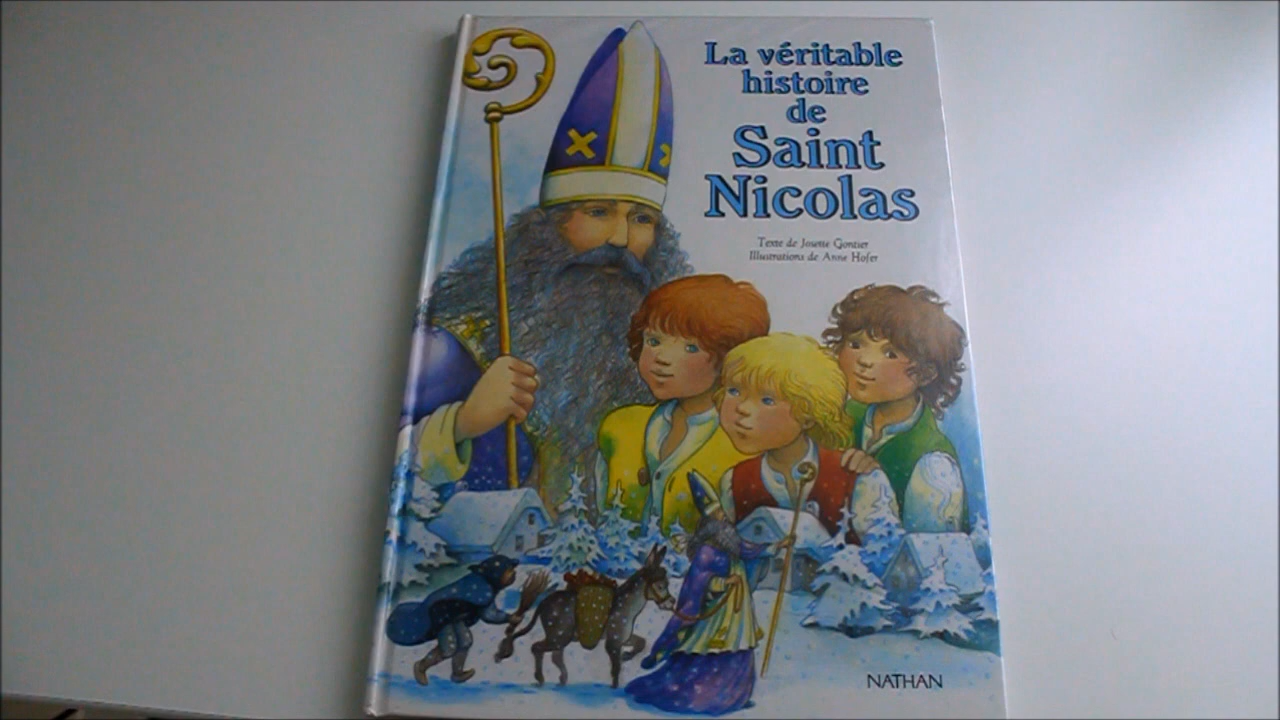 La véritable
histoire
de
Saint
Nicolas
Texte de Josette Gontier
Illustrations de Anne Hofer
NATHAN